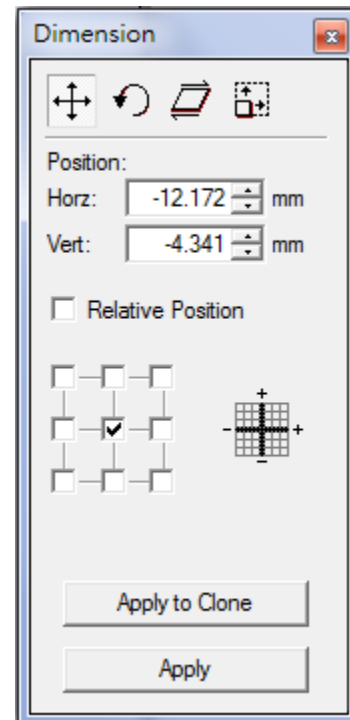 Dimension
Position:
Horz: -12.172 mm
Vert: -4.341 mm
Relative Position
+
- +
-
Apply to Clone
Apply